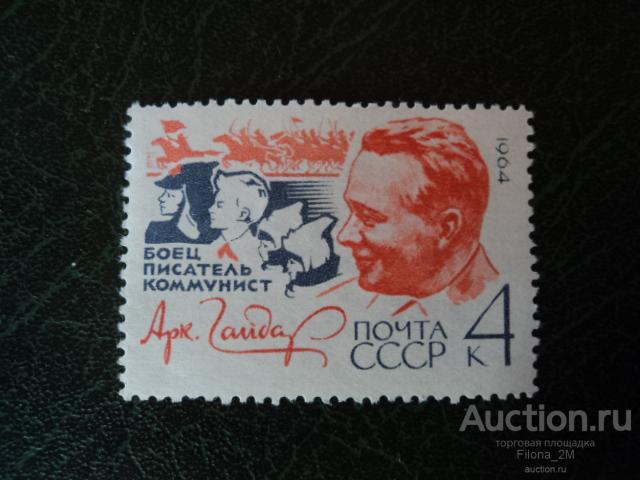 1964
БОЕЦ
ПИСАТЕЛЬ
КОММУНИСТ
Арк. Гайдар
ПОЧТА
СССР
4
К
Auction.ru
торговая площадка
Filona_2M
auction.ru